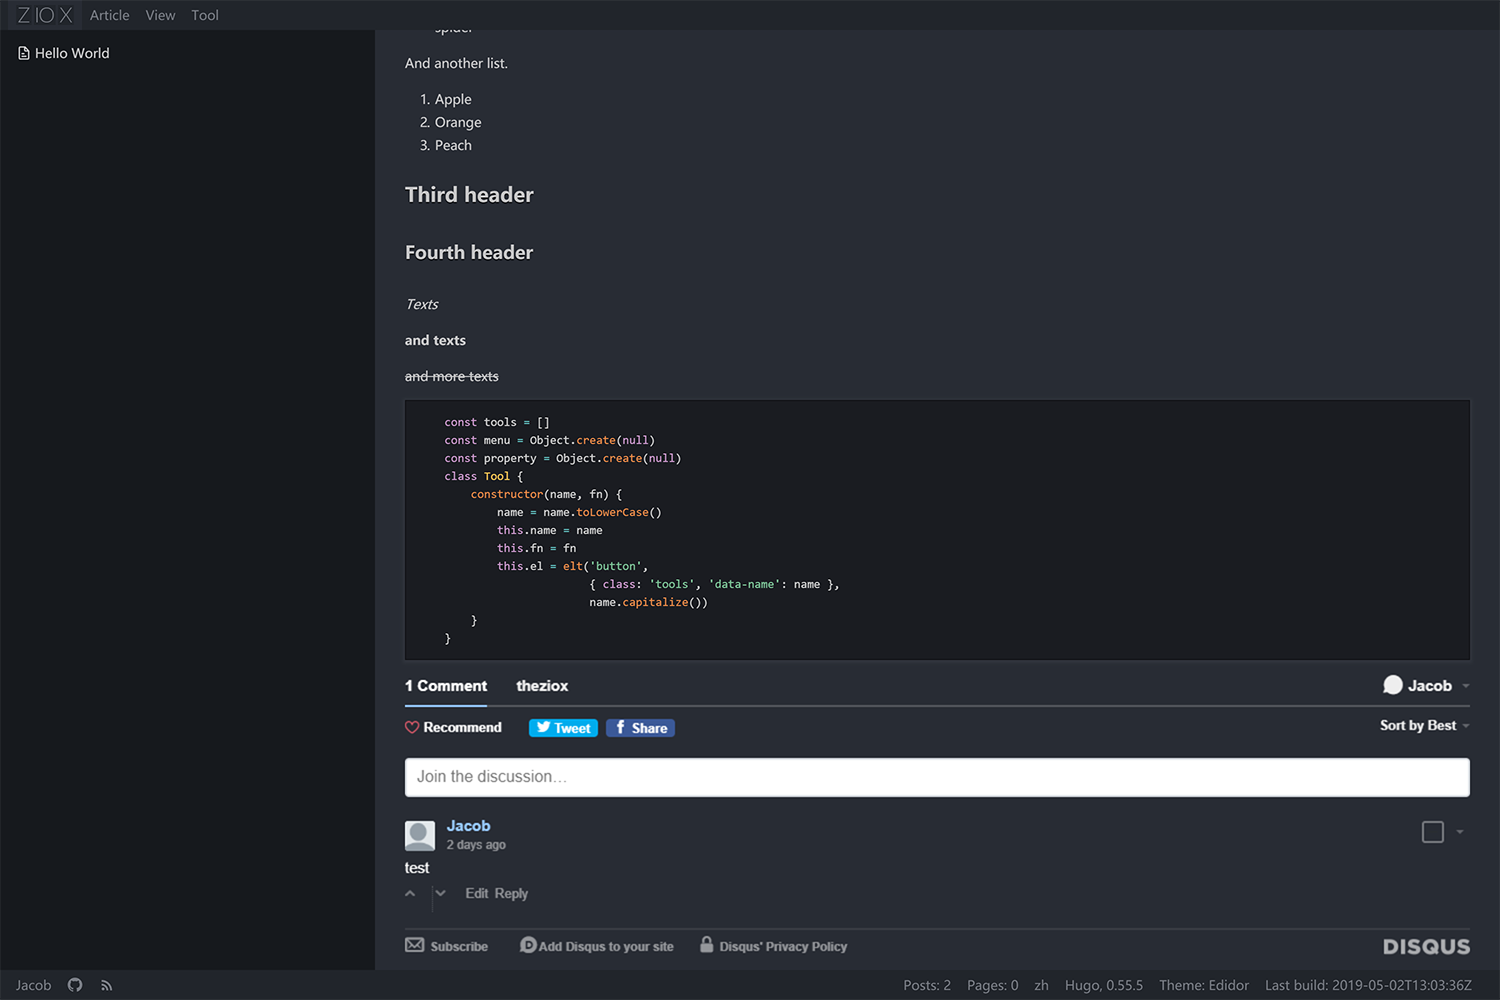 ZIOX Article View Tool
Hello World
spider
And another list.
1. Apple
2. Orange
3. Peach
Third header
Fourth header
Texts
and texts
and more texts
const tools = []
const menu = Object.create(null)
const property = Object.create(null)
class Tool {
    constructor(name, fn) {
        name = name.toLowerCase()
        this.name = name
        this.fn = fn
        this.el = elt('button',
                      { class: 'tools', 'data-name': name },
                      name.capitalize())
    }
}
1 Comment theziox Jacob
Recommend Tweet Share Sort by Best
Join the discussion...
Jacob
2 days ago
test
Edit Reply
Subscribe Add Disqus to your site Disqus' Privacy Policy DISQUS
Jacob Posts: 2 Pages: 0 zh Hugo, 0.55.5 Theme: Edidor Last build: 2019-05-02T13:03:36Z